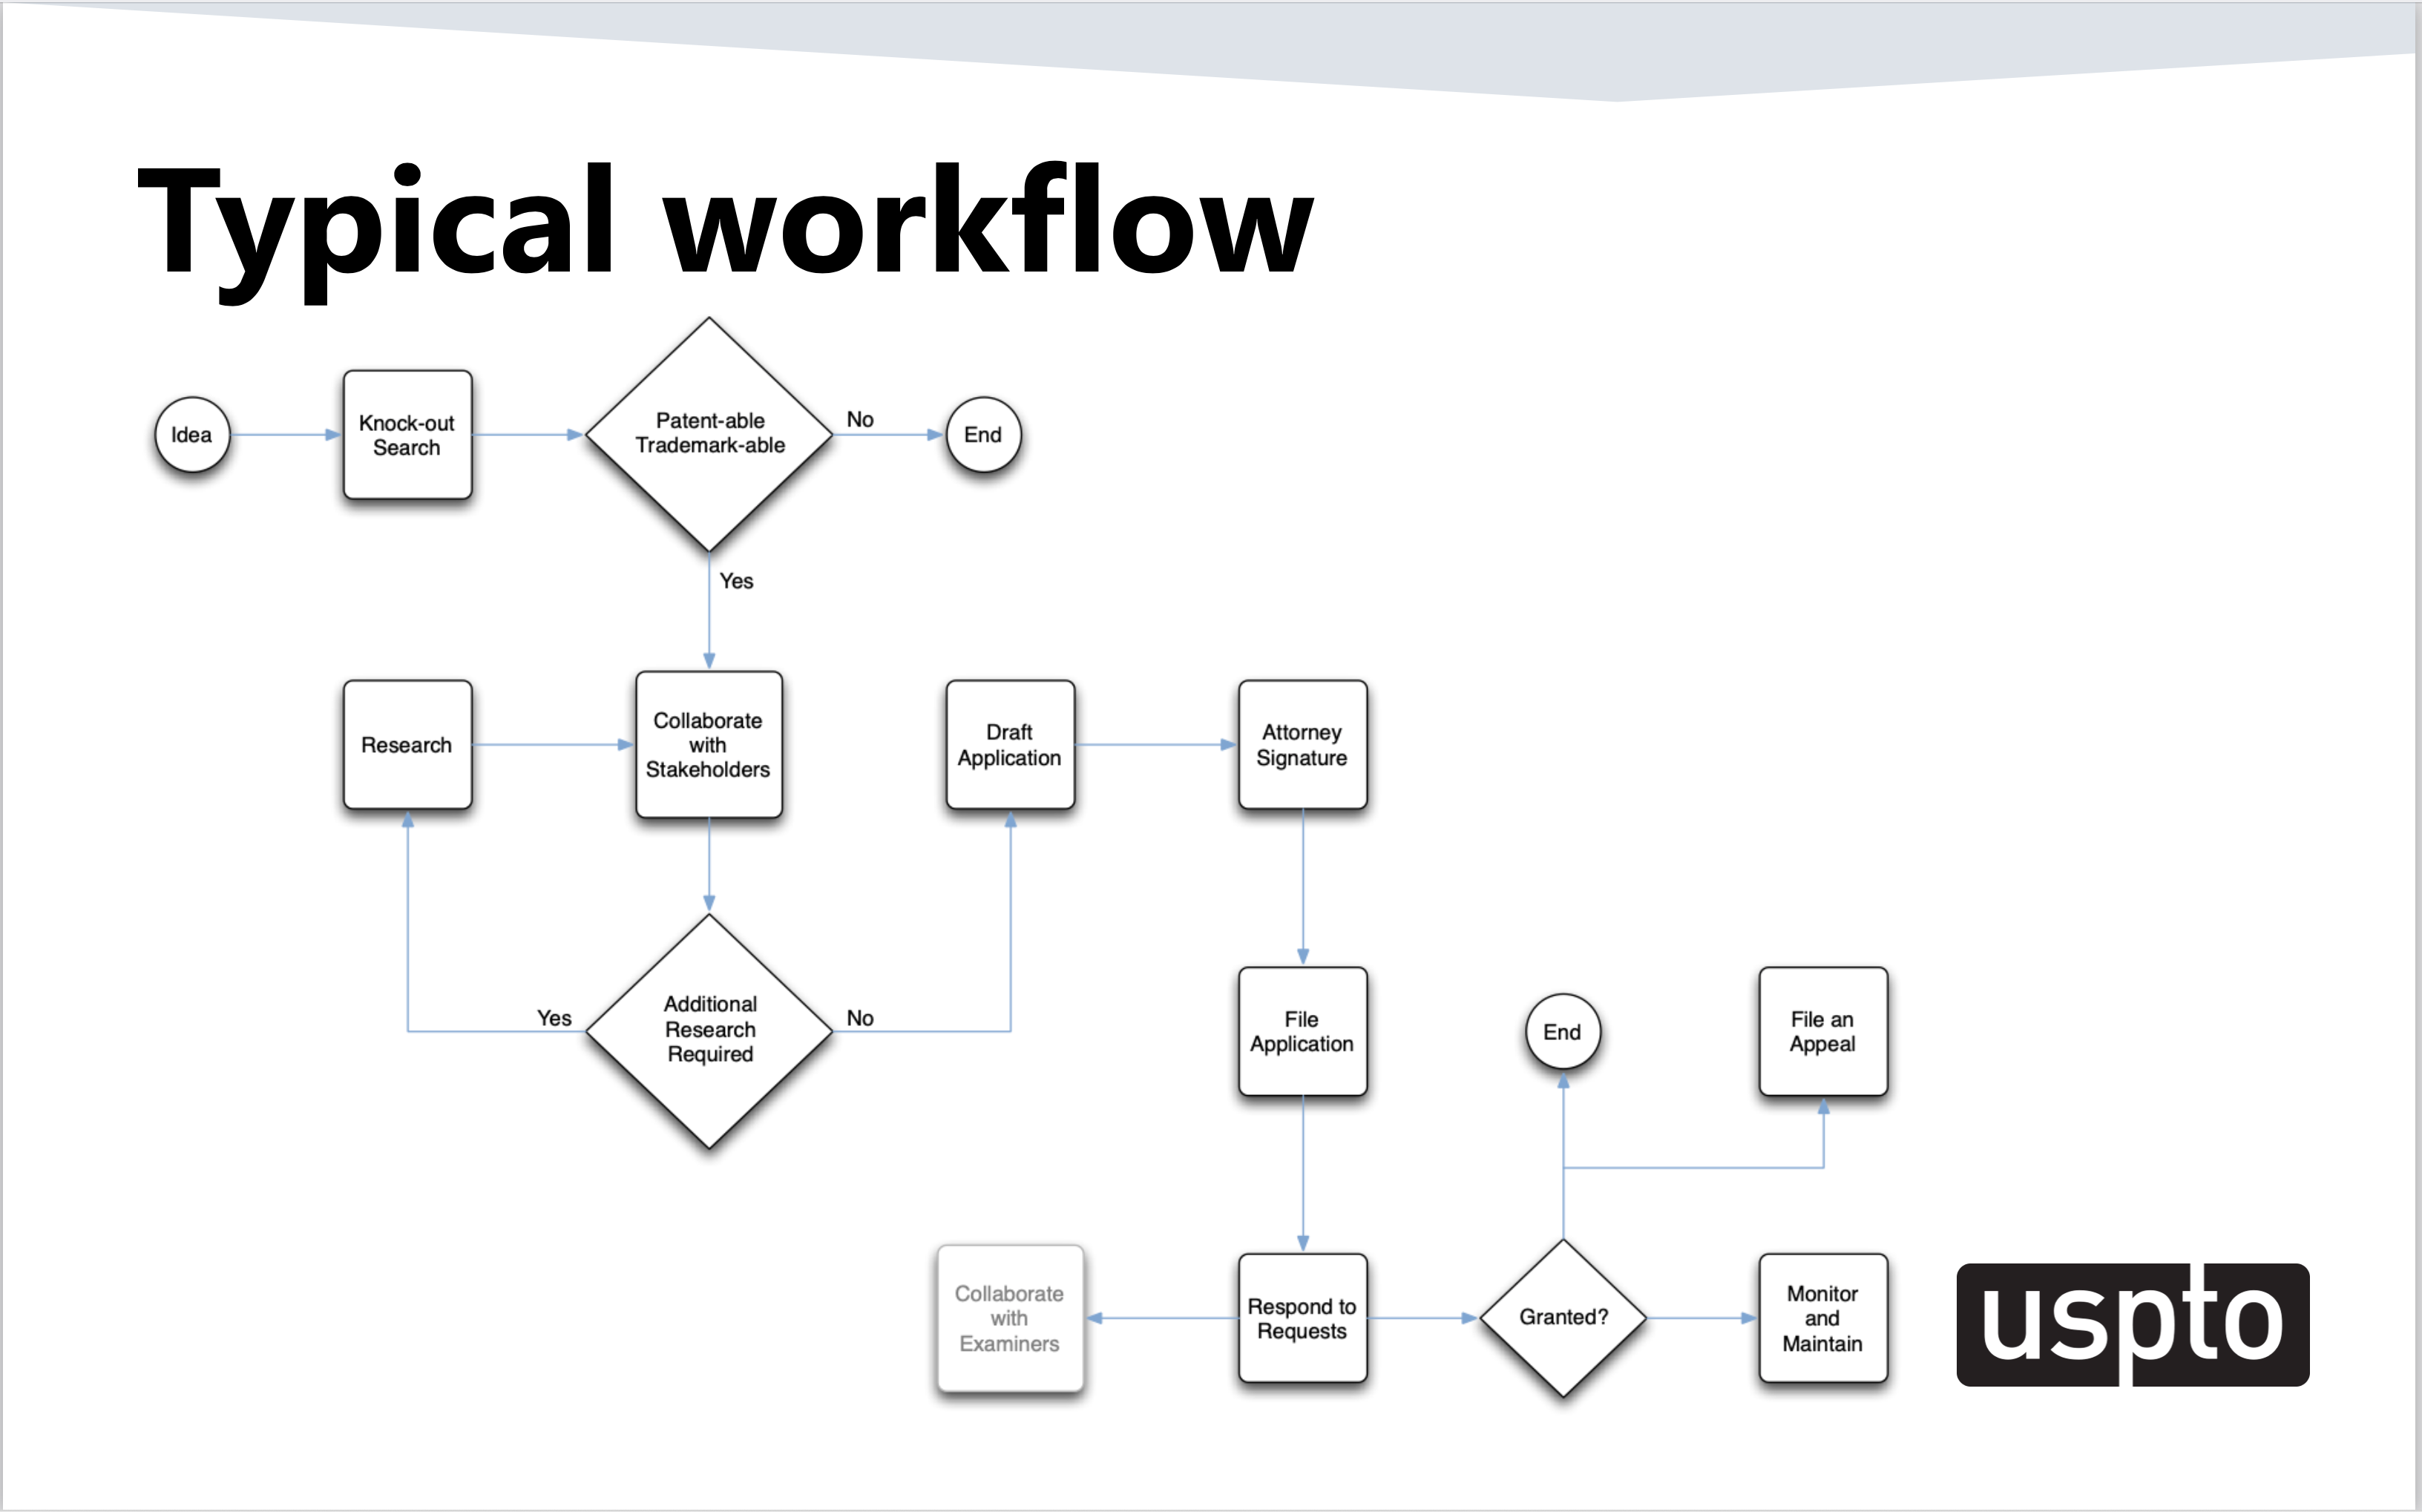 Typical workflow
Idea
Knock-out
Search
Patent-able
Trademark-able
No
End
Yes
Research
Collaborate
with
Stakeholders
Draft
Application
Attorney
Signature
Yes
Additional
Research
Required
No
File
Application
End
File an
Appeal
Collaborate
with
Examiners
Respond to
Requests
Granted?
Monitor
and
Maintain
uspto